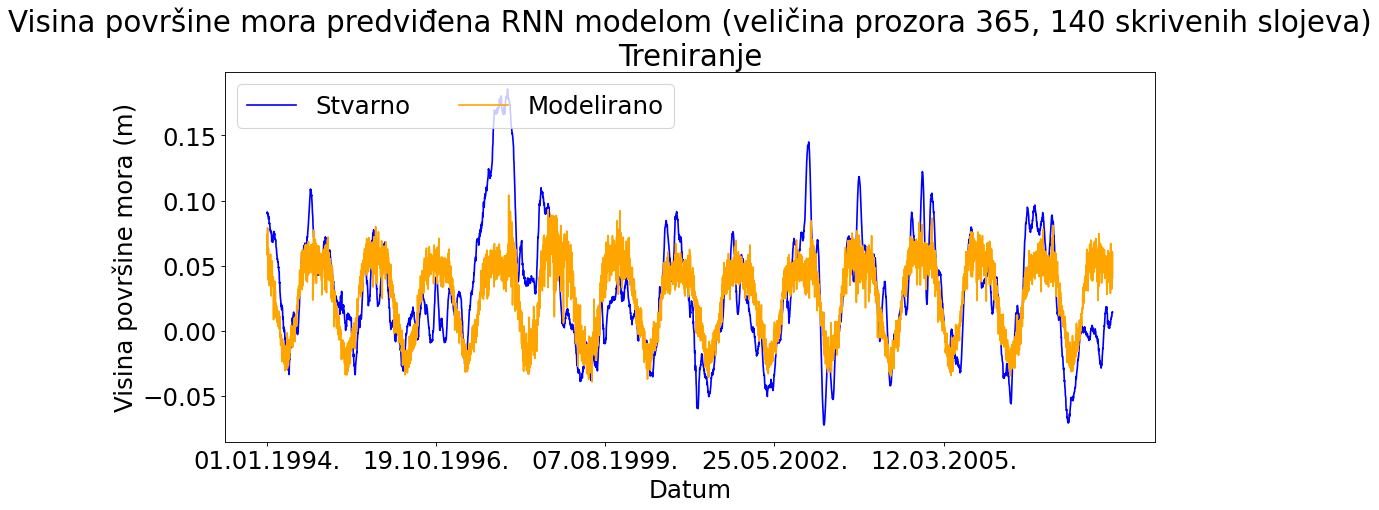 Visina površine mora predviđena RNN modelom (veličina prozora 365, 140 skrivenih slojeva)
Treniranje
Stvarno
Modelirano
Visina površine mora (m)
0.15
0.10
0.05
0.00
−0.05
01.01.1994.
19.10.1996.
07.08.1999.
25.05.2002.
12.03.2005.
Datum